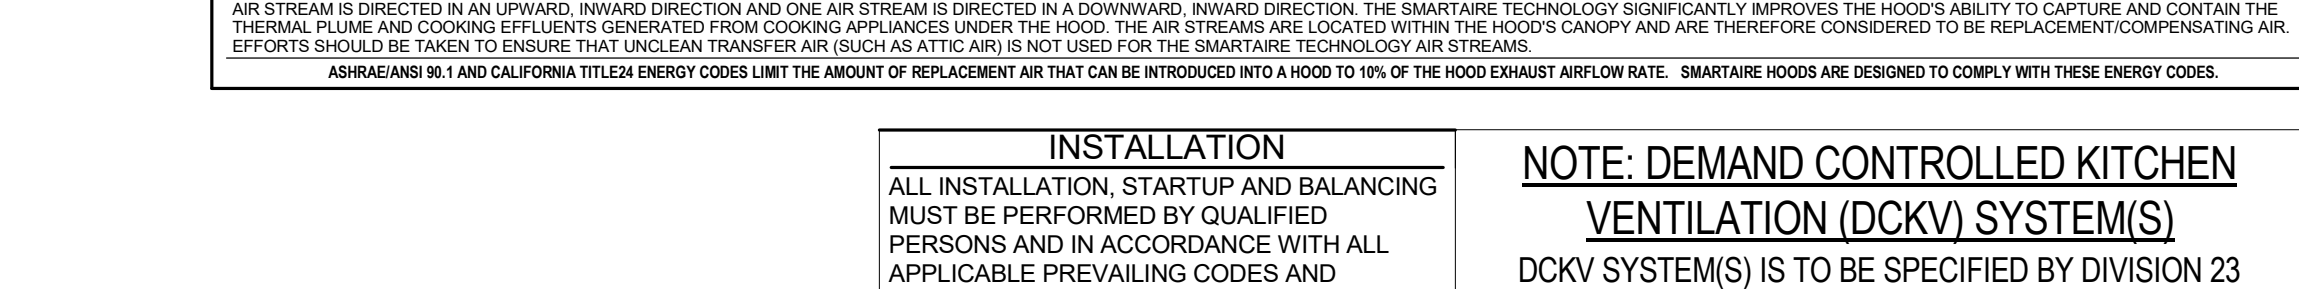 AIR STREAM IS DIRECTED IN AN UPWARD, INWARD DIRECTION AND ONE AIR STREAM IS DIRECTED IN A DOWNWARD, INWARD DIRECTION. THE SMARTAIRE TECHNOLOGY SIGNIFICANTLY IMPROVES THE HOOD'S ABILITY TO CAPTURE AND CONTAIN THE
THERMAL PLUME AND COOKING EFFLUENTS GENERATED FROM COOKING APPLIANCES UNDER THE HOOD. THE AIR STREAMS ARE LOCATED WITHIN THE HOOD'S CANOPY AND ARE THEREFORE CONSIDERED TO BE REPLACEMENT/COMPENSATING AIR.
EFFORTS SHOULD BE TAKEN TO ENSURE THAT UNCLEAN TRANSFER AIR (SUCH AS ATTIC AIR) IS NOT USED FOR THE SMARTAIRE TECHNOLOGY AIR STREAMS.
ASHRAE/ANSI 90.1 AND CALIFORNIA TITLE24 ENERGY CODES LIMIT THE AMOUNT OF REPLACEMENT AIR THAT CAN BE INTRODUCED INTO A HOOD TO 10% OF THE HOOD EXHAUST AIRFLOW RATE. SMARTAIRE HOODS ARE DESIGNED TO COMPLY WITH THESE ENERGY CODES.
INSTALLATION
ALL INSTALLATION, STARTUP AND BALANCING
MUST BE PERFORMED BY QUALIFIED
PERSONS AND IN ACCORDANCE WITH ALL
APPLICABLE PREVAILING CODES AND
NOTE: DEMAND CONTROLLED KITCHEN
VENTILATION (DCKV) SYSTEM(S)
DCKV SYSTEM(S) IS TO BE SPECIFIED BY DIVISION 23